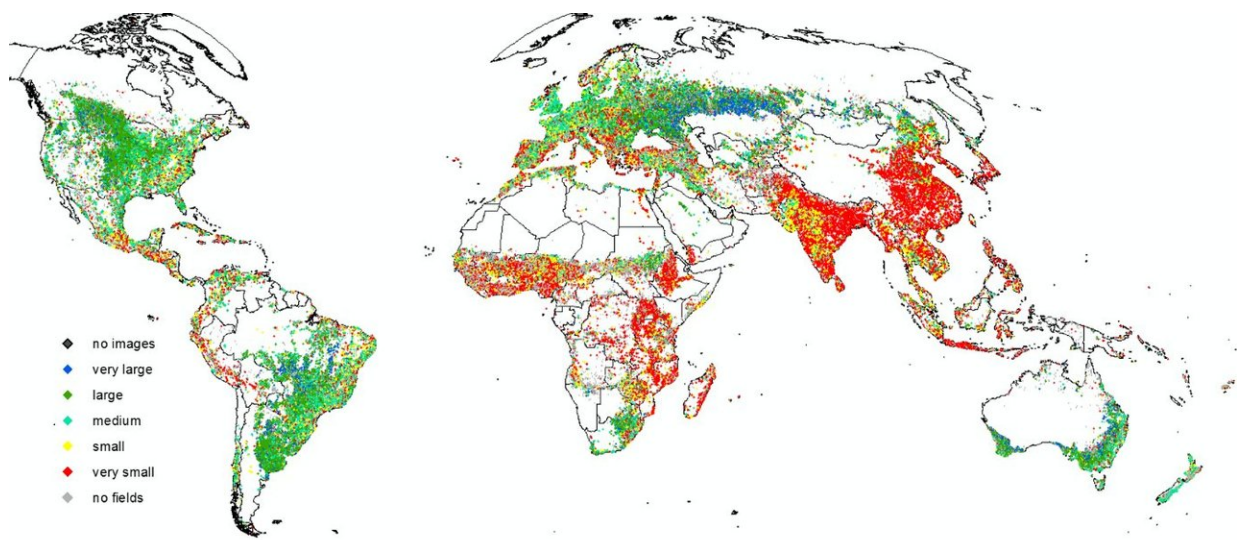 no images
very large
large
medium
small
very small
no fields